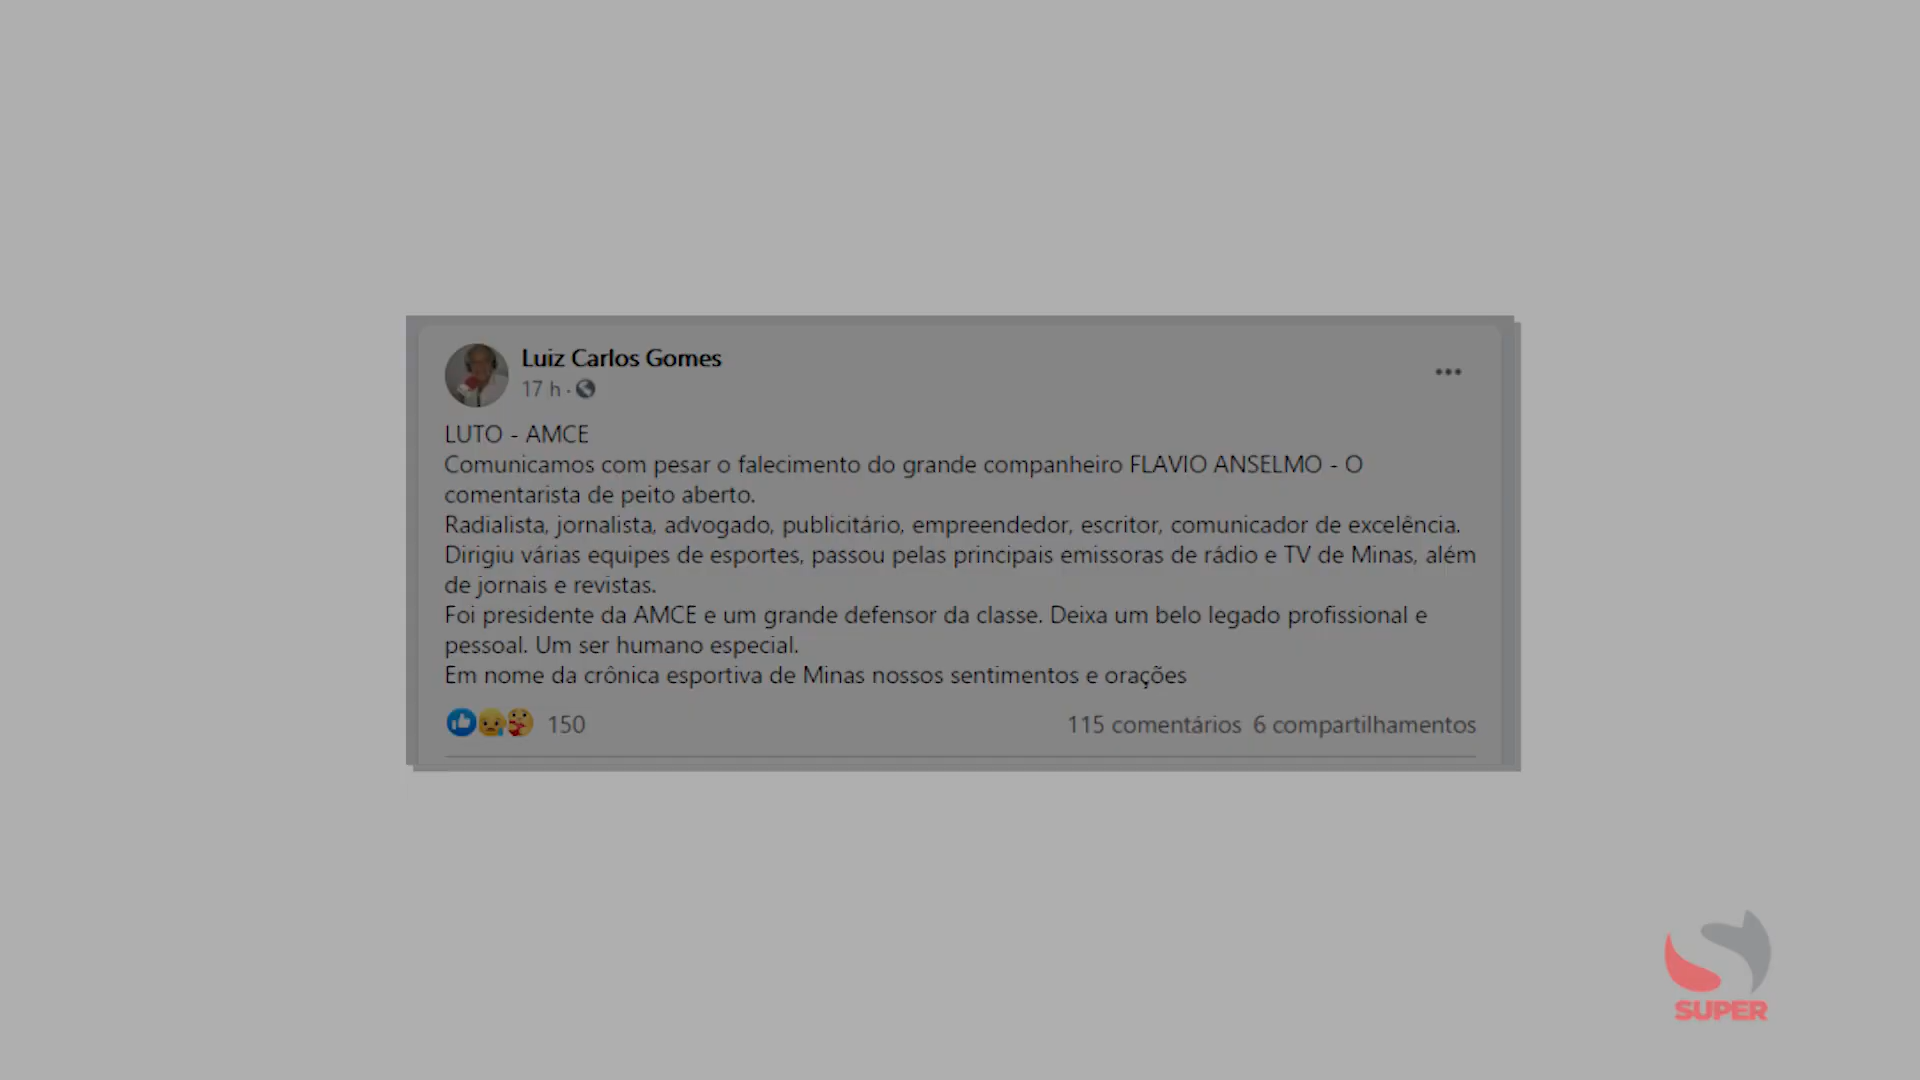 Luiz Carlos Gomes
17 h ·
LUTO - AMCE
Comunicamos com pesar o falecimento do grande companheiro FLAVIO ANSELMO - O
comentarista de peito aberto.
Radialista, jornalista, advogado, publicitário, empreendedor, escritor, comunicador de excelência.
Dirigiu várias equipes de esportes, passou pelas principais emissoras de rádio e TV de Minas, além
de jornais e revistas.
Foi presidente da AMCE e um grande defensor da classe. Deixa um belo legado profissional e
pessoal. Um ser humano especial.
Em nome da crônica esportiva de Minas nossos sentimentos e orações
150 115 comentários 6 compartilhamentos
SUPER